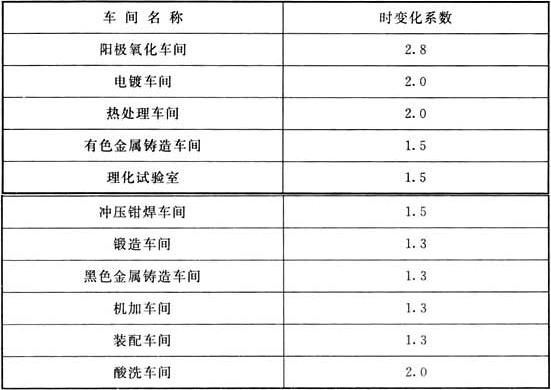 车间名称 时变化系数
阳极氧化车间 2.8
电镀车间 2.0
热处理车间 2.0
有色金属铸造车间 1.5
理化试验室 1.5
冲压钳焊车间 1.5
锻造车间 1.3
黑色金属铸造车间 1.3
机加车间 1.3
装配车间 1.3
酸洗车间 2.0